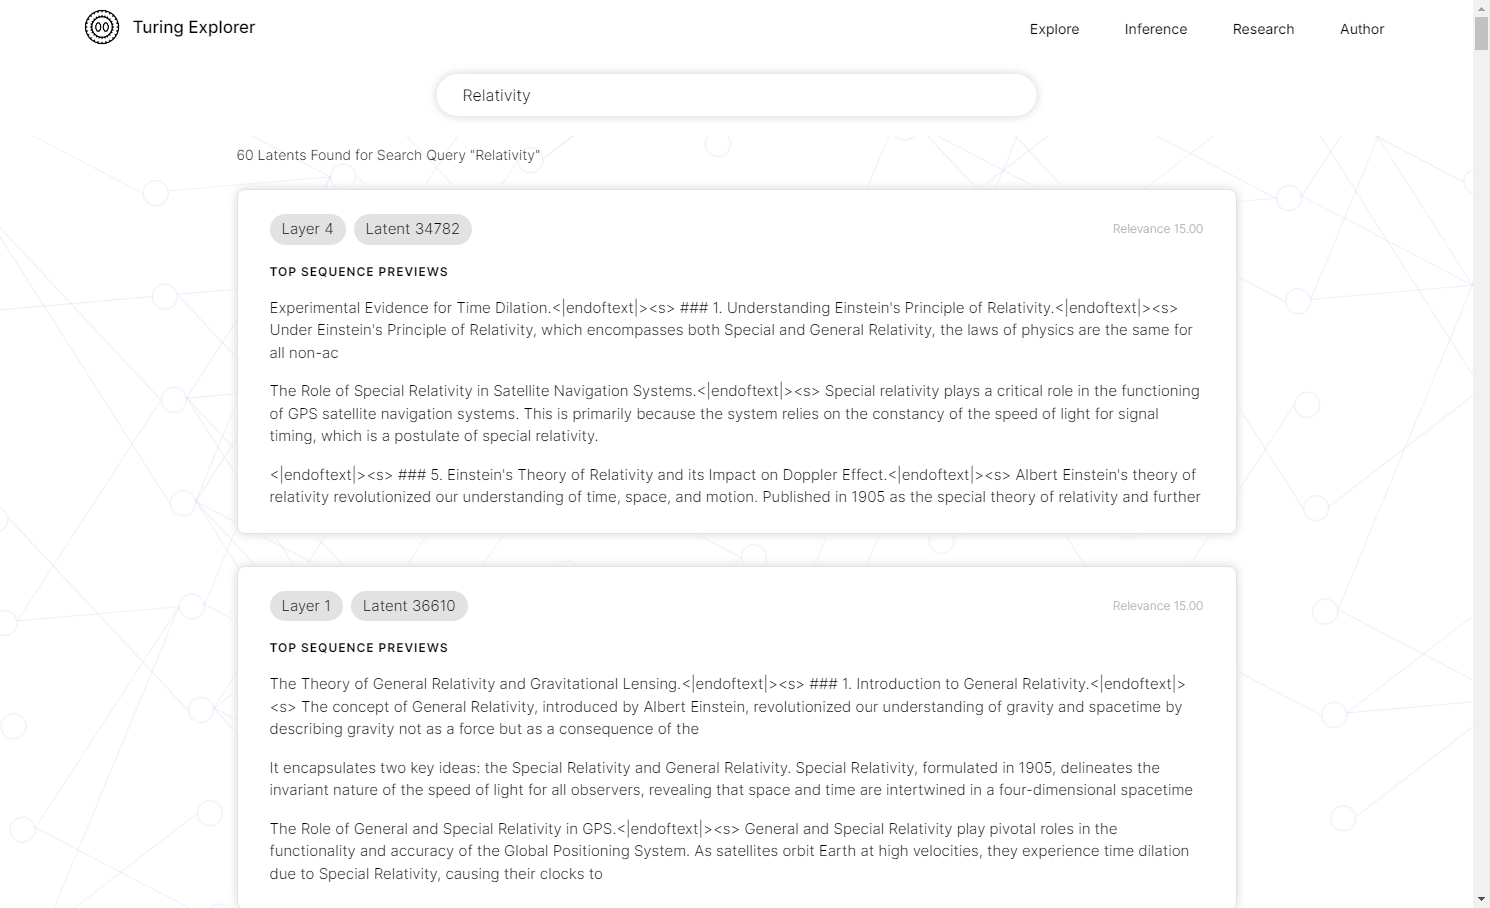 Turing Explorer
Explore
Inference
Research
Author
Relativity
60 Latents Found for Search Query "Relativity"
Layer 4
Latent 34782
Relevance 15.00
TOP SEQUENCE PREVIEWS
Experimental Evidence for Time Dilation.<|endoftext|><s> ### 1. Understanding Einstein's Principle of Relativity.<|endoftext|><s>
Under Einstein's Principle of Relativity, which encompasses both Special and General Relativity, the laws of physics are the same for
all non-ac
The Role of Special Relativity in Satellite Navigation Systems.<|endoftext|><s> Special relativity plays a critical role in the functioning
of GPS satellite navigation systems. This is primarily because the system relies on the constancy of the speed of light for signal
timing, which is a postulate of special relativity.
<|endoftext|><s> ### 5. Einstein's Theory of Relativity and its Impact on Doppler Effect.<|endoftext|><s> Albert Einstein's theory of
relativity revolutionized our understanding of time, space, and motion. Published in 1905 as the special theory of relativity and further
Layer 1
Latent 36610
Relevance 15.00
TOP SEQUENCE PREVIEWS
The Theory of General Relativity and Gravitational Lensing.<|endoftext|><s> ### 1. Introduction to General Relativity.<|endoftext|>
<s> The concept of General Relativity, introduced by Albert Einstein, revolutionized our understanding of gravity and spacetime by
describing gravity not as a force but as a consequence of the
It encapsulates two key ideas: the Special Relativity and General Relativity. Special Relativity, formulated in 1905, delineates the
invariant nature of the speed of light for all observers, revealing that space and time are intertwined in a four-dimensional spacetime
The Role of General and Special Relativity in GPS.<|endoftext|><s> General and Special Relativity play pivotal roles in the
functionality and accuracy of the Global Positioning System. As satellites orbit Earth at high velocities, they experience time dilation
due to Special Relativity, causing their clocks to